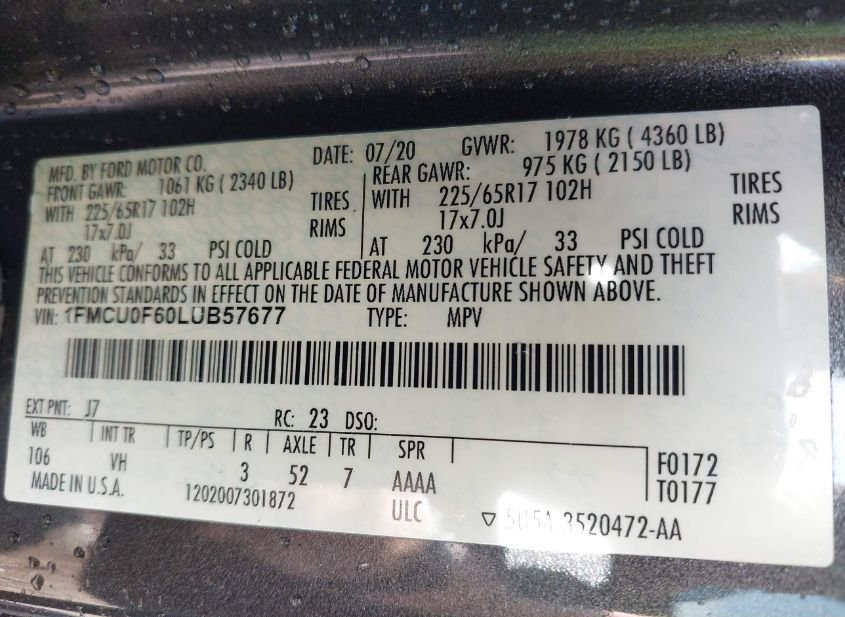 MFD. BY FORD MOTOR CO. DATE: 07/20 GVWR: 1978 KG ( 4360 LB)
FRONT GAWR: 1061 KG ( 2340 LB) REAR GAWR: 975 KG ( 2150 LB)
WITH 225/65R17 102H TIRES WITH 225/65R17 102H TIRES
17x7.0J RIMS 17x7.0J RIMS
AT 230 kPa/ 33 PSI COLD AT 230 kPa/ 33 PSI COLD
THIS VEHICLE CONFORMS TO ALL APPLICABLE FEDERAL MOTOR VEHICLE SAFETY AND THEFT
PREVENTION STANDARDS IN EFFECT ON THE DATE OF MANUFACTURE SHOWN ABOVE.
VIN: 1FMCU0F60LUB57677 TYPE: MPV
EXT PNT: J7 RC: 23 DSO:
WB INT TR TP/PS R AXLE TR SPR
106 VH 3 52 7 AAAA F0172
MADE IN U.S.A. 1202007301872 ULC T0177
5U5A 3520472-AA